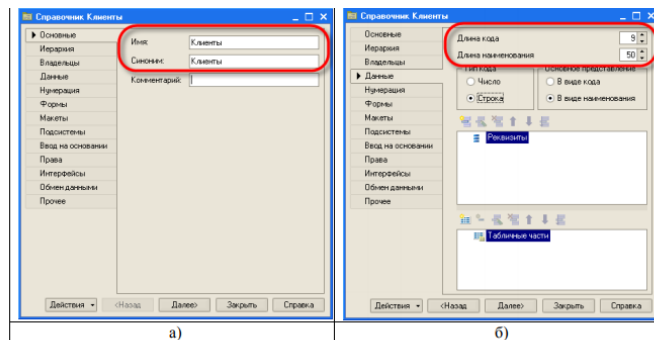 Справочник Клиенты
Основные
Иерархия
Владельцы
Данные
Нумерация
Формы
Макеты
Подсистемы
Ввод на основании
Права
Интерфейсы
Обмен данными
Прочее
Имя: Клиенты
Синоним: Клиенты
Комментарий:
Действия <Назад Далее> Закрыть Справка
а)
Справочник Клиенты
Основные
Иерархия
Владельцы
Данные
Нумерация
Формы
Макеты
Подсистемы
Ввод на основании
Права
Интерфейсы
Обмен данными
Прочее
Длина кода 9
Длина наименования 50
Тип кода Основное представление
Число В виде кода
Строка В виде наименования
Реквизиты
Табличные части
Действия <Назад Далее> Закрыть Справка
б)